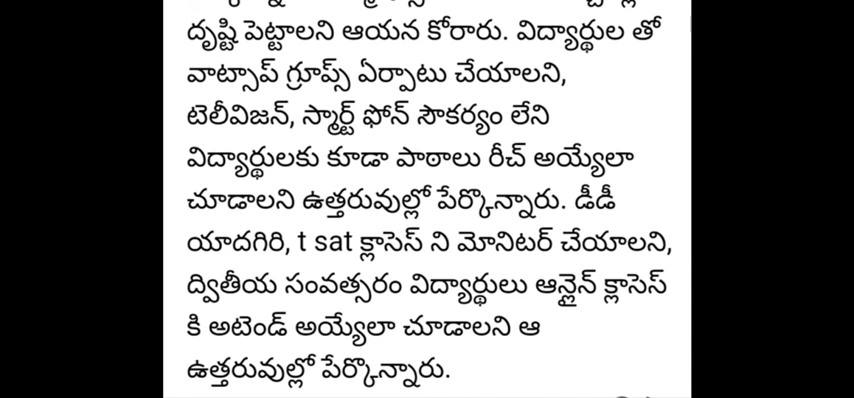 దృష్టి పెట్టాలని ఆయన కోరారు. విద్యార్థుల తో
వాట్సాప్ గ్రూప్స్ ఏర్పాటు చేయాలని,
టెలీవిజన్, స్మార్ట్ ఫోన్ సౌకర్యం లేని
విద్యార్థులకు కూడా పాఠాలు రీచ్ అయ్యేలా
చూడాలని ఉత్తరువుల్లో పేర్కొన్నారు. డీడీ
యాదగిరి, t sat క్లాసెస్ ని మోనిటర్ చేయాలని,
ద్వితీయ సంవత్సరం విద్యార్థులు ఆన్లైన్ క్లాసెస్
కి అటెండ్ అయ్యేలా చూడాలని ఆ
ఉత్తరువుల్లో పేర్కొన్నారు.